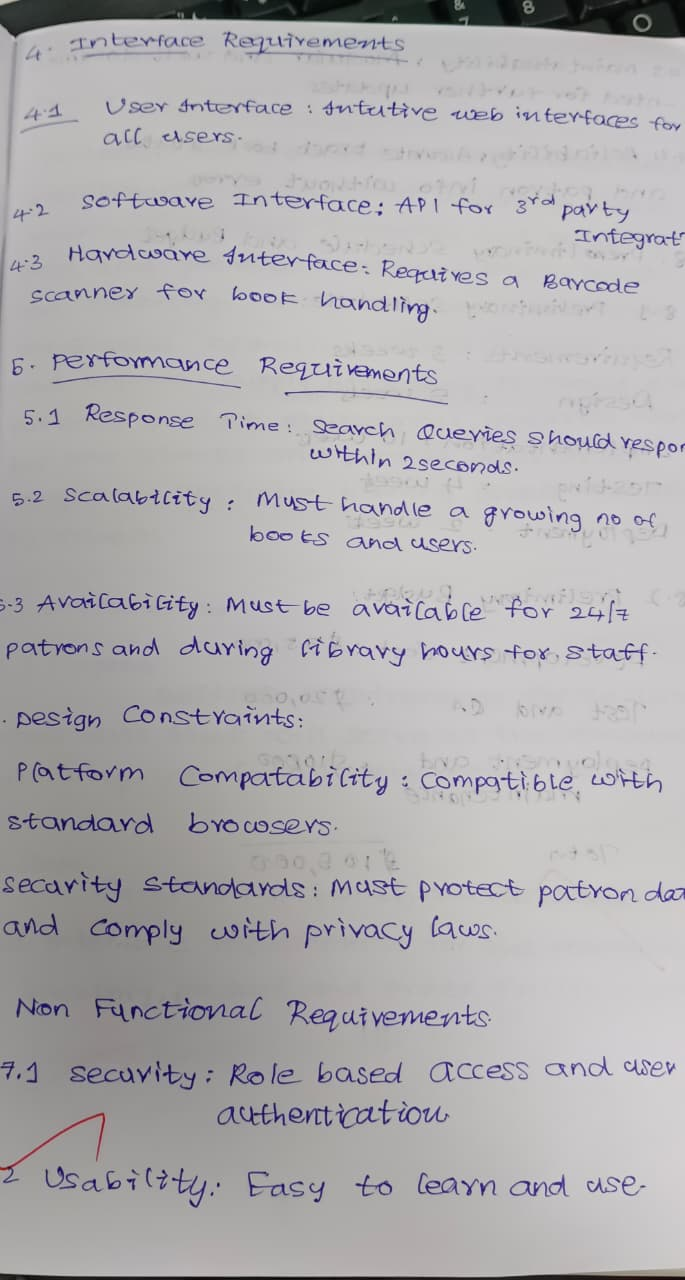 4. Interface Requirements
4.1 User Interface : Intutive web interfaces for
all users.
4.2 Software Interface: API for 3rd party
Integrat
4.3 Hardware Interface: Requires a Barcode
scanner for book handling.
5. Performance Requirements
5.1 Response Time: Search Queries should respon
within 2seconds.
5.2 Scalability : Must handle a growing no of
books and users.
5.3 Availability: Must be available for 24/7
patrons and during library hours for staff.
. Design Constraints:
Platform Compatability : Compatible with
standard browsers.
security standards: Must protect patron dat
and comply with privacy laws.
Non Functional Requirements.
7.1 security: Role based access and user
authentication
2 Usability: Easy to learn and use.